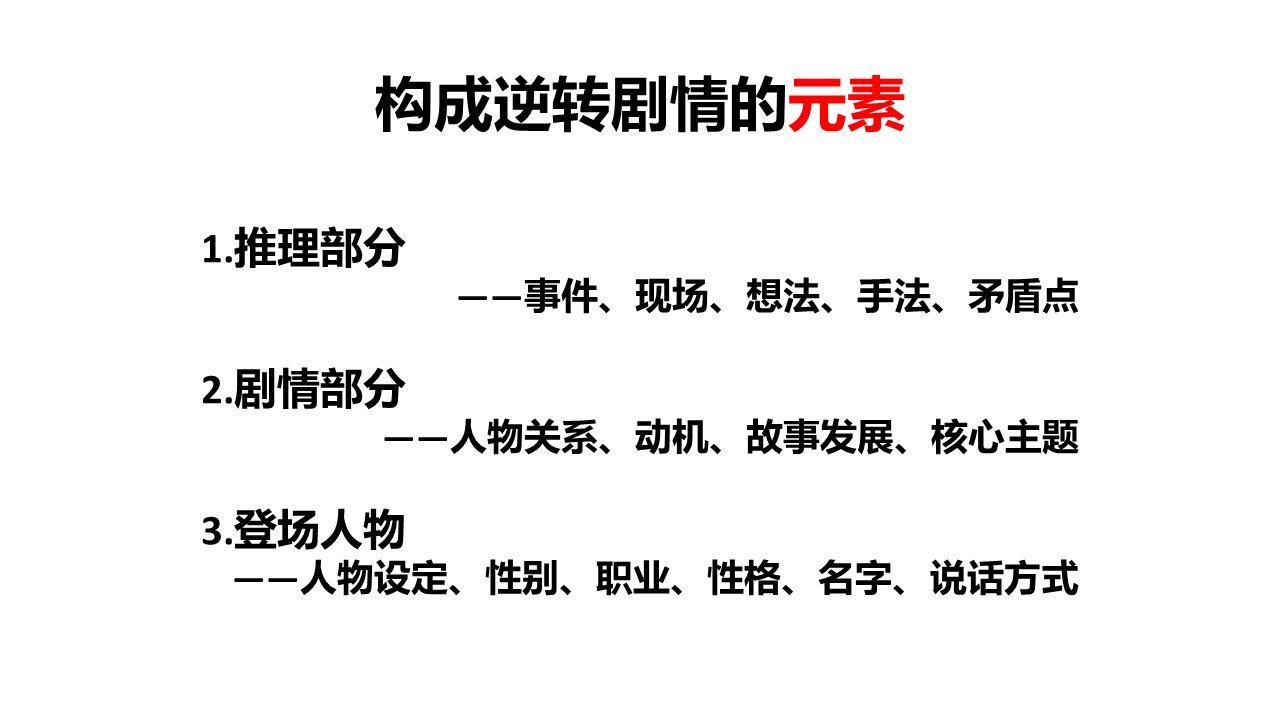 构成逆转剧情的元素
1.推理部分
——事件、现场、想法、手法、矛盾点
2.剧情部分
——人物关系、动机、故事发展、核心主题
3.登场人物
——人物设定、性别、职业、性格、名字、说话方式